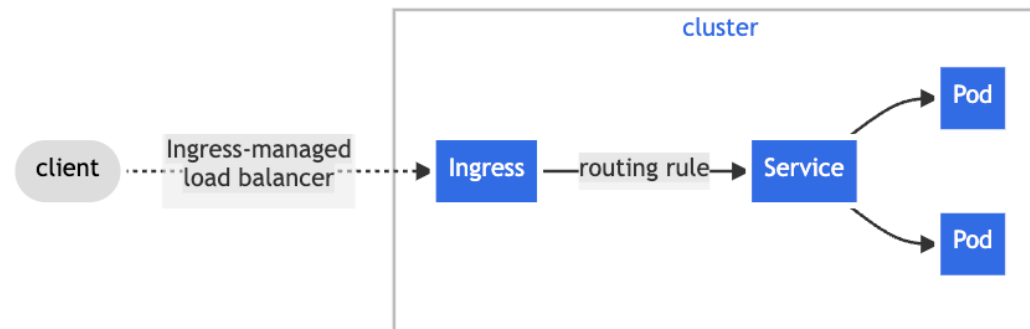 cluster
client
Ingress-managed
load balancer
Ingress
routing rule
Service
Pod
Pod